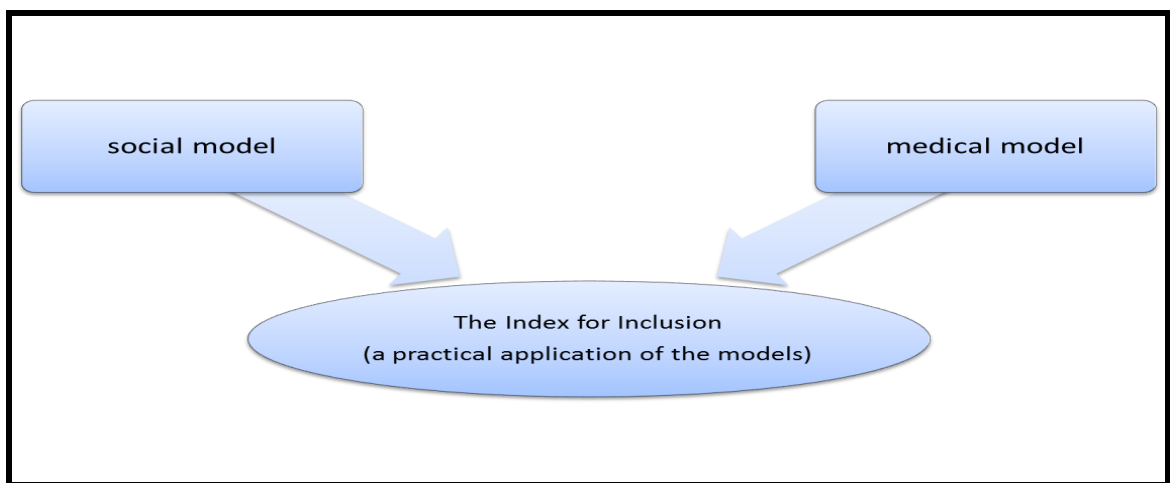 social model
medical model
The Index for Inclusion
(a practical application of the models)